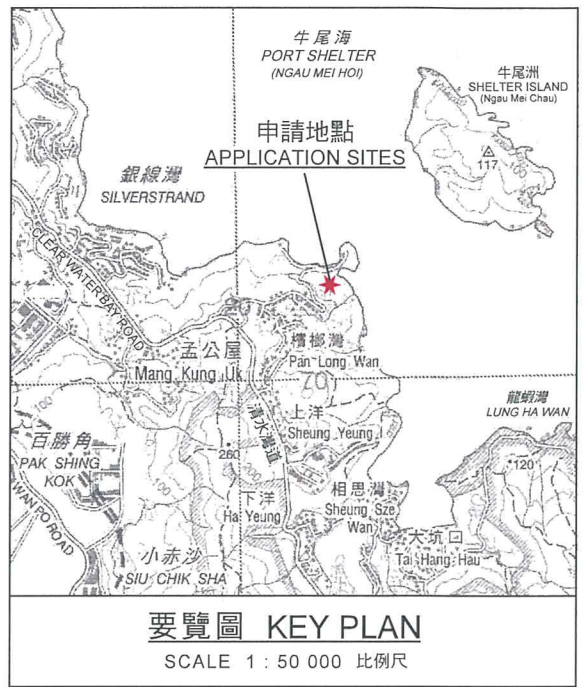 牛尾海
PORT SHELTER
(NGAU MEI HOI)
牛尾洲
SHELTER ISLAND
(Ngau Mei Chau)
117
100
申請地點
APPLICATION SITES
銀線灣
SILVERSTRAND
CLEAR WATER BAY ROAD
檳榔灣
Pan Long Wan
孟公屋
Mang Kung Uk
70
龍蝦灣
LUNG HA WAN
上洋
Sheung Yeung
清水灣道
百勝角
PAK SHING
KOK
260
200
100
120
相思灣
Sheung Sze
Wan
下洋
Ha Yeung
WAN PO ROAD
大坑口
Tai Hang Hau
小赤沙
SIU CHIK SHA
要覽圖 KEY PLAN
SCALE 1 : 50 000 比例尺